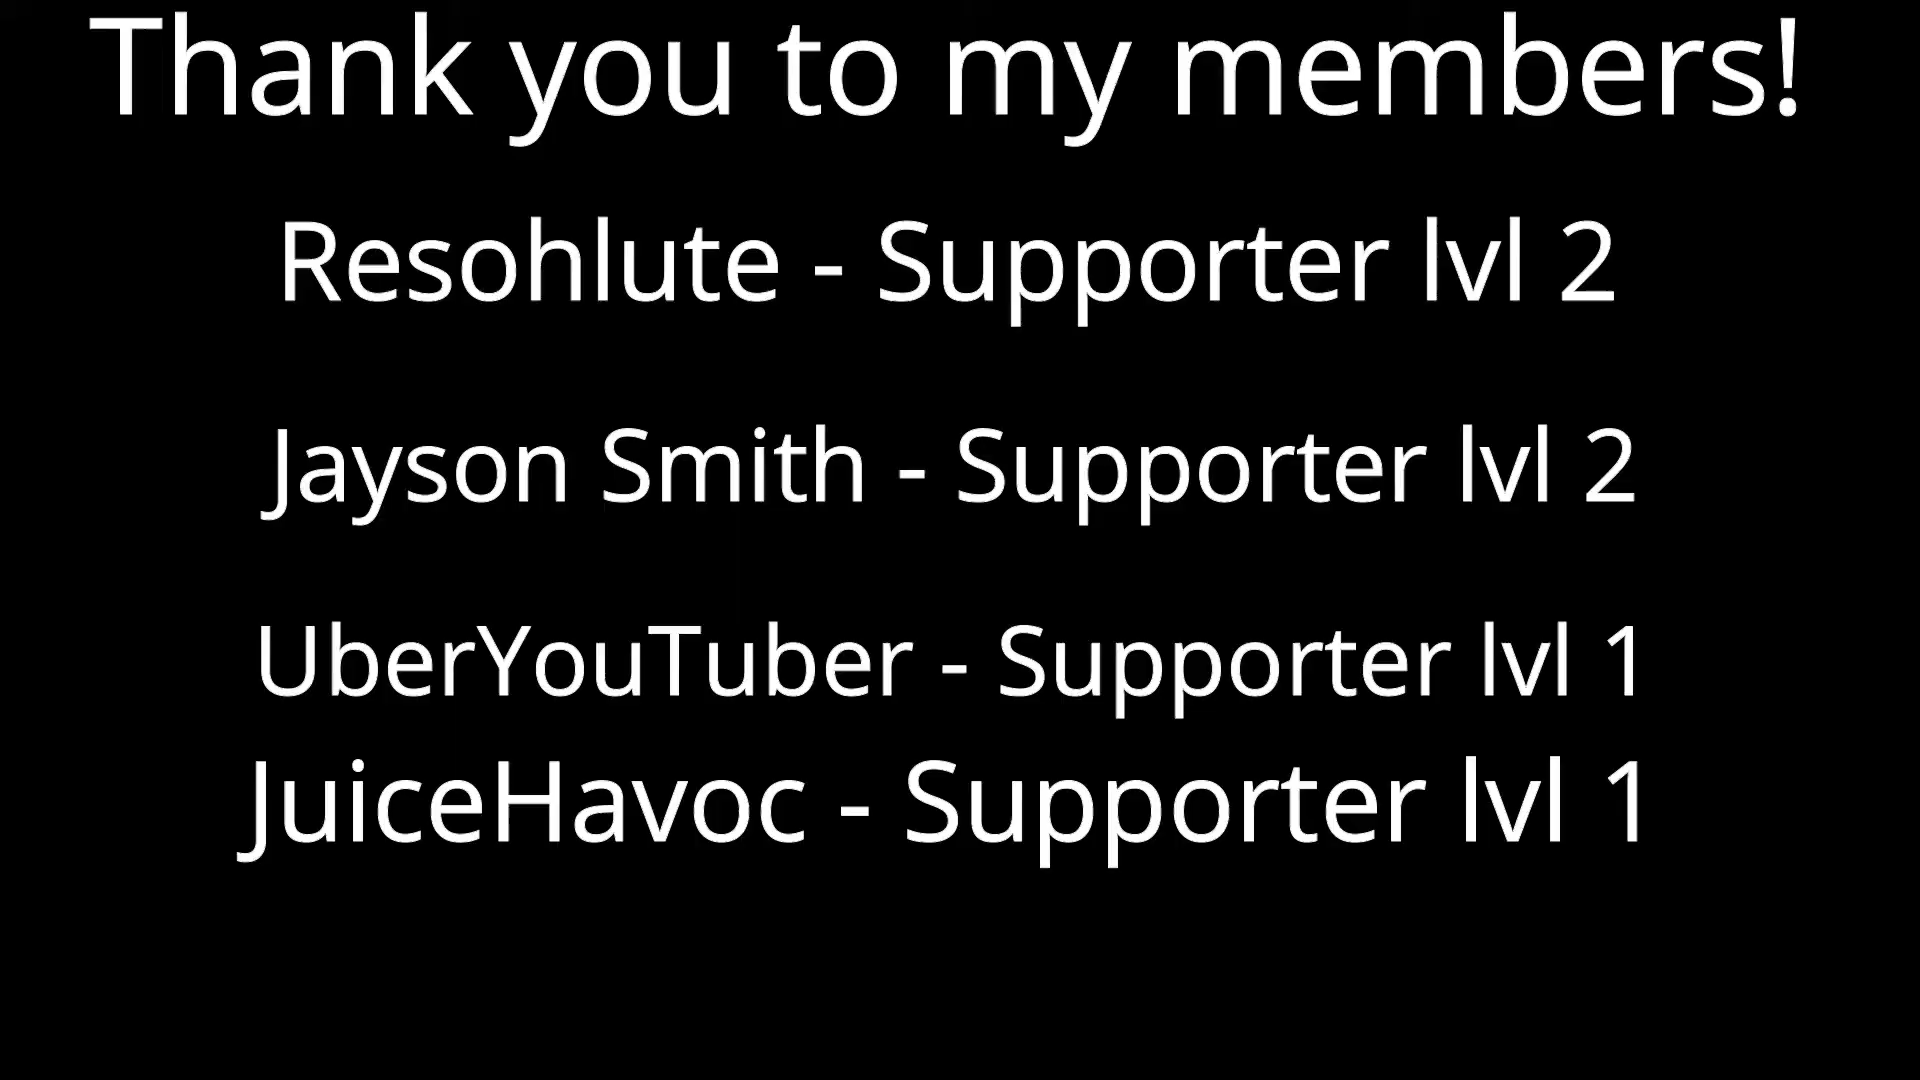 Thank you to my members!
Resohlute - Supporter lvl 2
Jayson Smith - Supporter lvl 2
UberYouTuber - Supporter lvl 1
JuiceHavoc - Supporter lvl 1